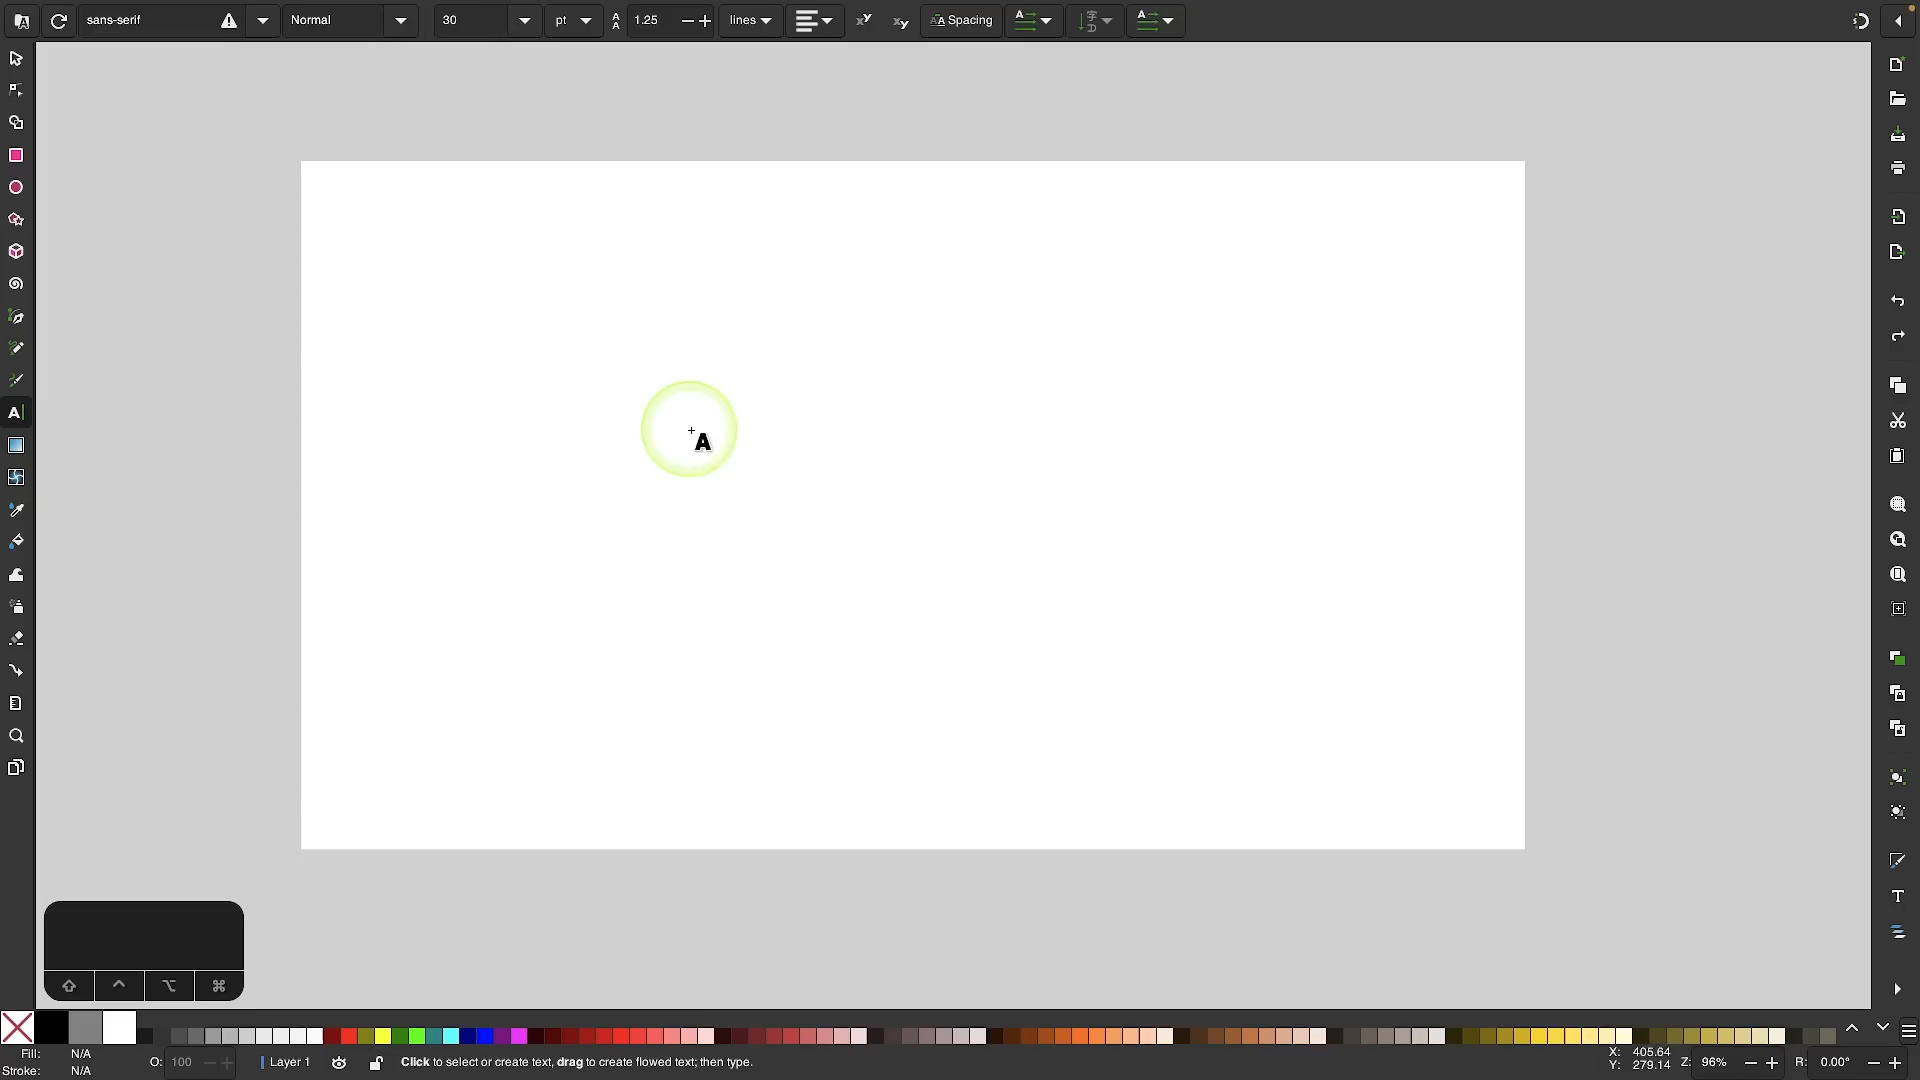 sans-serif Normal 30 pt 1.25 lines Spacing
Fill: N/A
Stroke: N/A
O: 100
Layer 1
Click to select or create text, drag to create flowed text; then type.
X: 405.64
Y: 279.14
Z: 96%
R: 0.00°